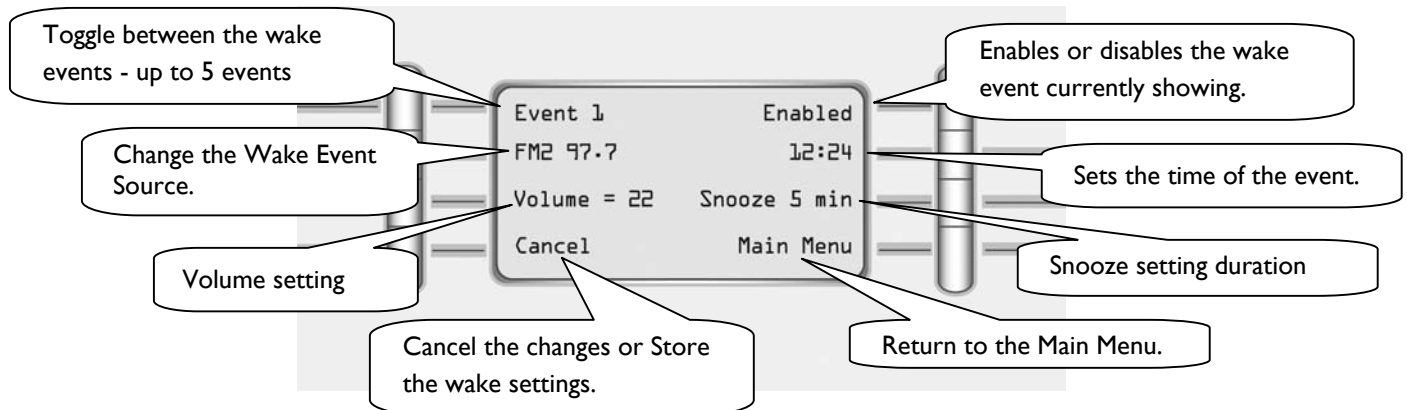 Toggle between the wake
events - up to 5 events
Enables or disables the wake
event currently showing.
Event 1
Enabled
FM2 97.7
12:24
Change the Wake Event
Source.
Sets the time of the event.
Volume = 22
Snooze 5 min
Cancel
Main Menu
Volume setting
Snooze setting duration
Cancel the changes or Store
the wake settings.
Return to the Main Menu.